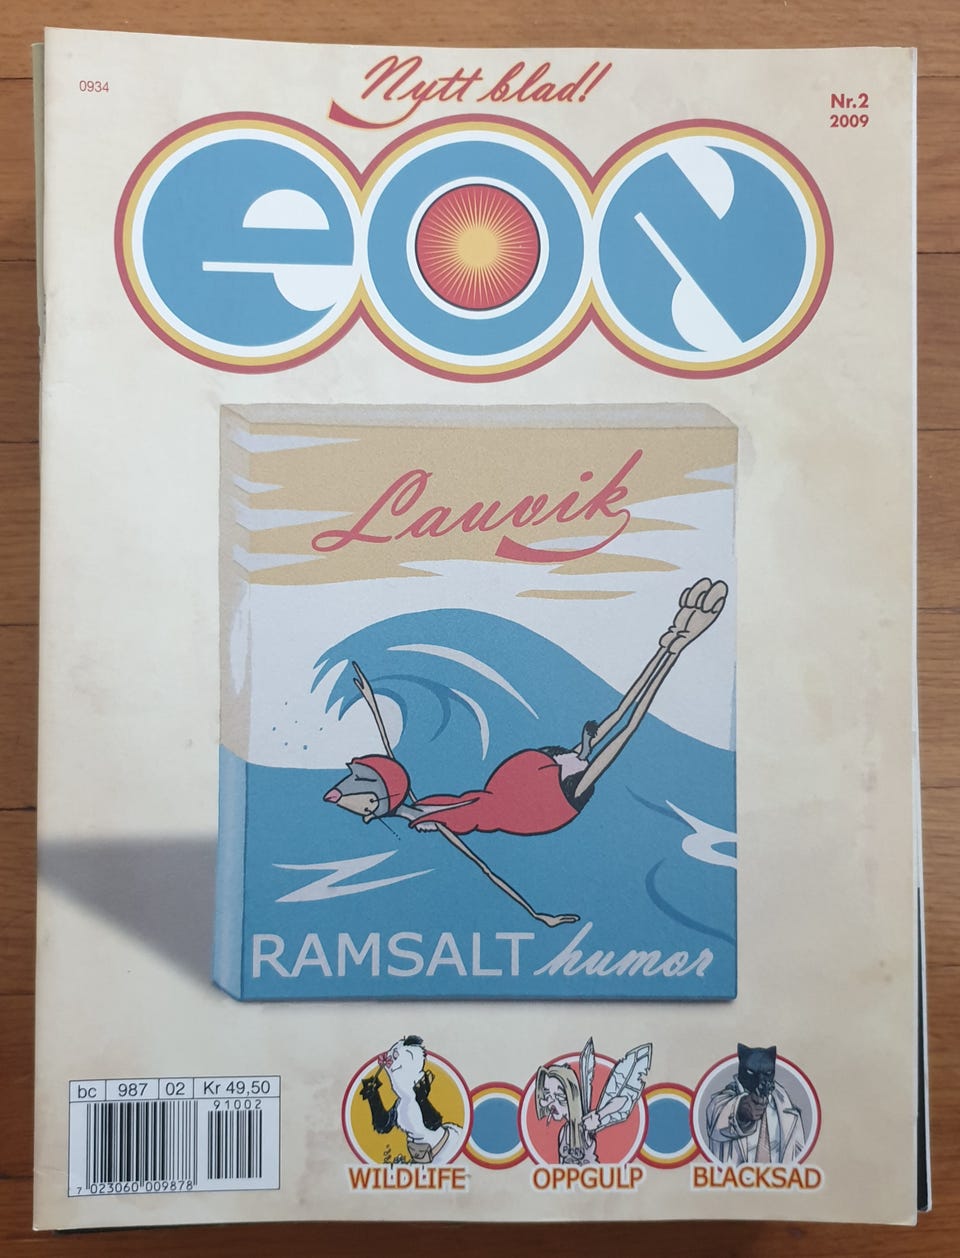 0934
Nytt blad!
Nr.2
2009
eON
Lauvik
RAMSALT humor
bc 987 02 Kr 49,50
91002
7 023060 009878
WILDLIFE OPPGULP BLACKSAD